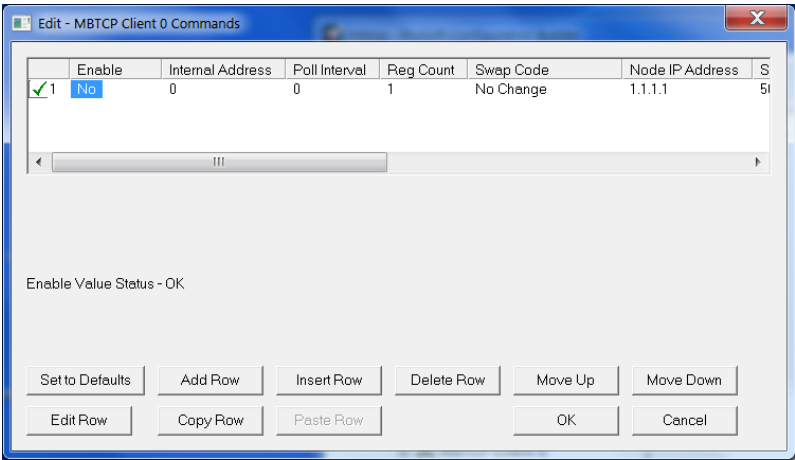 Edit - MBTCP Client 0 Commands
Enable Internal Address Poll Interval Reg Count Swap Code Node IP Address S
1 No 0 0 1 No Change 1.1.1.1
Enable Value Status - OK
Set to Defaults Add Row Insert Row Delete Row Move Up Move Down
Edit Row Copy Row Paste Row OK Cancel